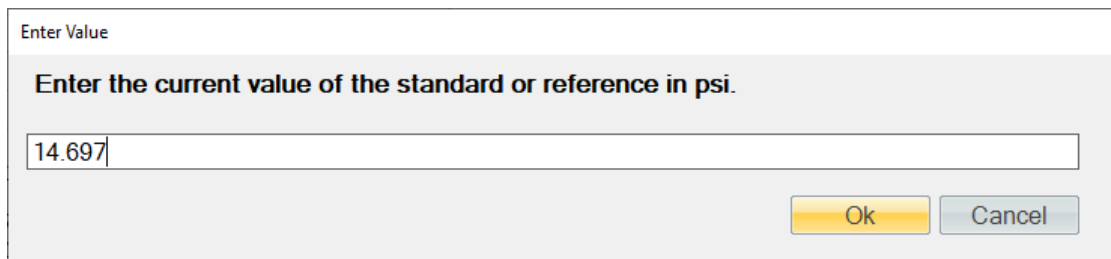 Enter Value
Enter the current value of the standard or reference in psi.
14.697
Ok Cancel